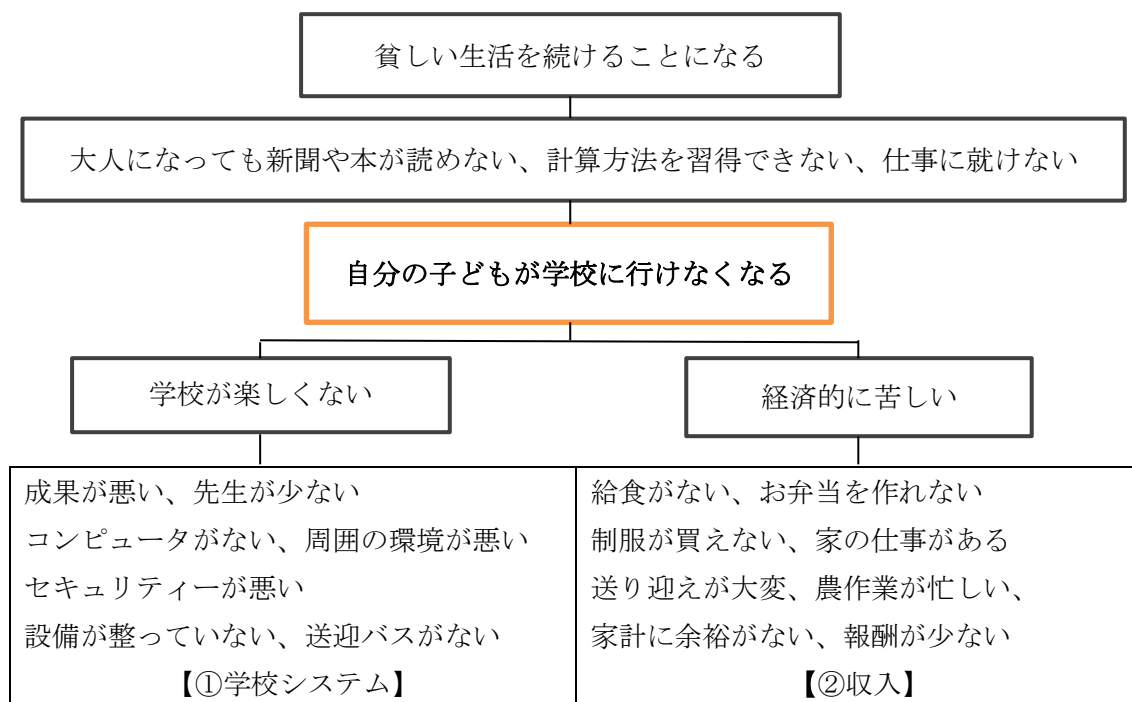 貧しい生活を続けることになる
大人になっても新聞や本が読めない、計算方法を習得できない、仕事に就けない
自分の子どもが学校に行けなくなる
学校が楽しくない
経済的に苦しい
成果が悪い、先生が少ない
コンピュータがない、周囲の環境が悪い
セキュリティーが悪い
設備が整っていない、送迎バスがない
【①学校システム】
給食がない、お弁当を作れない
制服が買えない、家の仕事がある
送り迎えが大変、農作業が忙しい、
家計に余裕がない、報酬が少ない
【②収入】